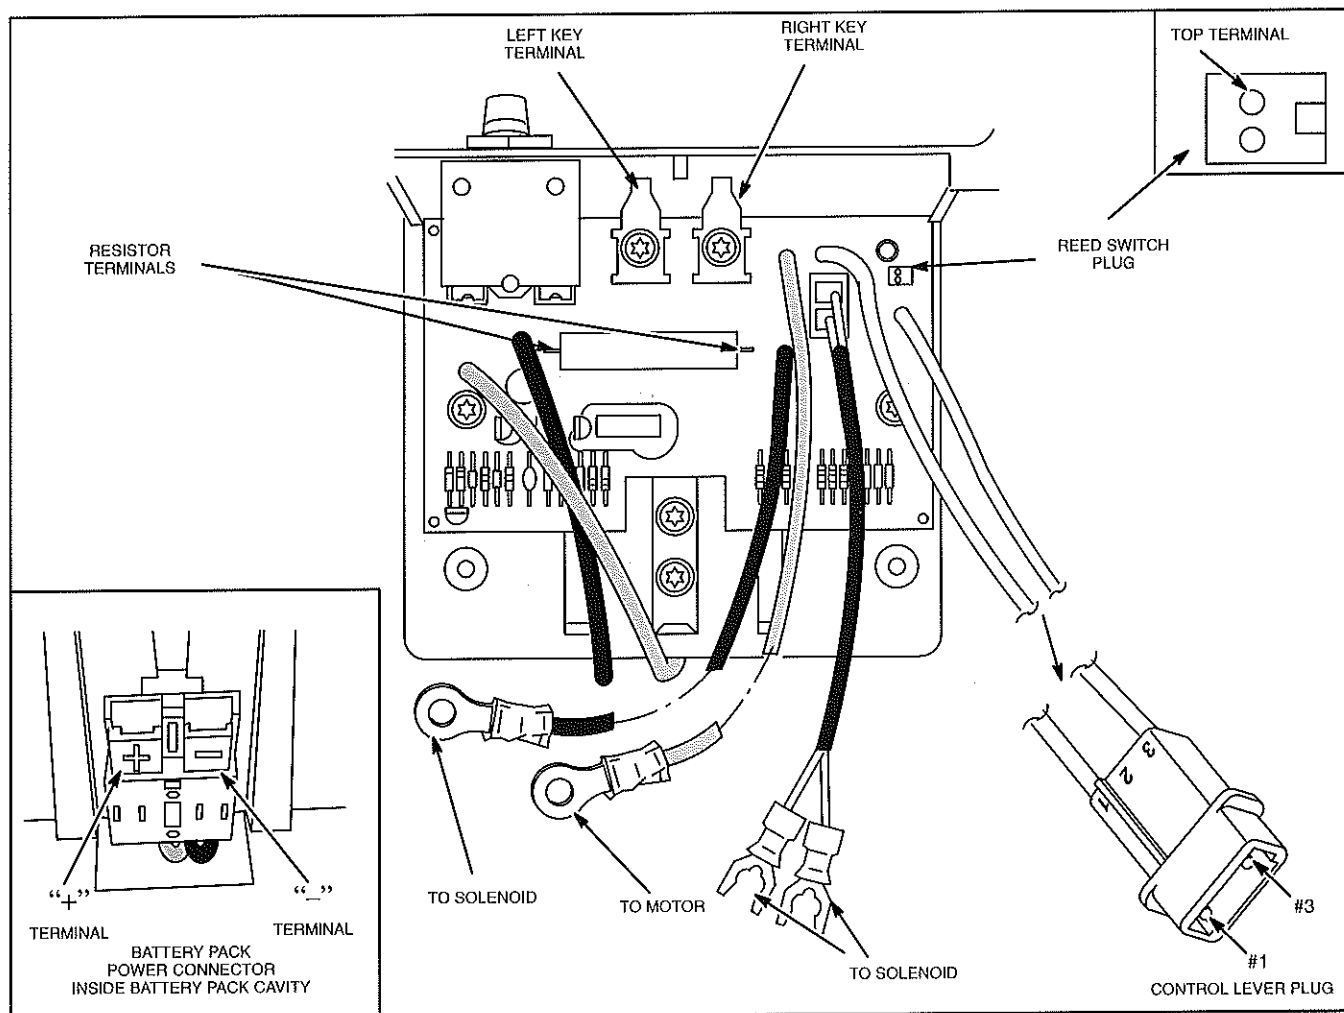 LEFT KEY
TERMINAL
RIGHT KEY
TERMINAL
TOP TERMINAL
RESISTOR
TERMINALS
REED SWITCH
PLUG
3
2
1
"+"
TERMINAL
"–"
TERMINAL
BATTERY PACK
POWER CONNECTOR
INSIDE BATTERY PACK CAVITY
TO SOLENOID
TO MOTOR
TO SOLENOID
#3
#1
CONTROL LEVER PLUG